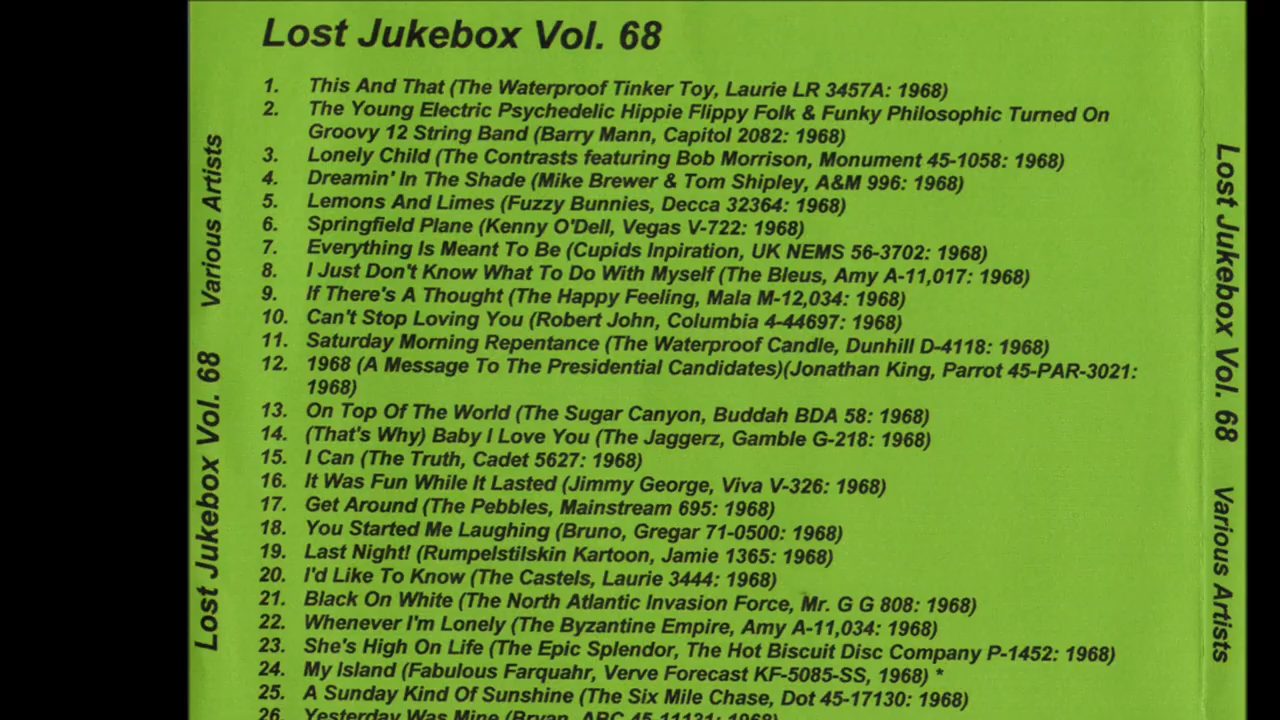 Lost Jukebox Vol. 68
1. This And That (The Waterproof Tinker Toy, Laurie LR 3457A: 1968)
2. The Young Electric Psychedelic Hippie Flippy Folk & Funky Philosophic Turned On
Groovy 12 String Band (Barry Mann, Capitol 2082: 1968)
3. Lonely Child (The Contrasts featuring Bob Morrison, Monument 45-1058: 1968)
4. Dreamin' In The Shade (Mike Brewer & Tom Shipley, A&M 996: 1968)
5. Lemons And Limes (Fuzzy Bunnies, Decca 32364: 1968)
6. Springfield Plane (Kenny O'Dell, Vegas V-722: 1968)
7. Everything Is Meant To Be (Cupids Inpiration, UK NEMS 56-3702: 1968)
8. I Just Don't Know What To Do With Myself (The Bleus, Amy A-11,017: 1968)
9. If There's A Thought (The Happy Feeling, Mala M-12,034: 1968)
10. Can't Stop Loving You (Robert John, Columbia 4-44697: 1968)
11. Saturday Morning Repentance (The Waterproof Candle, Dunhill D-4118: 1968)
12. 1968 (A Message To The Presidential Candidates)(Jonathan King, Parrot 45-PAR-3021:
1968)
13. On Top Of The World (The Sugar Canyon, Buddah BDA 58: 1968)
14. (That's Why) Baby I Love You (The Jaggerz, Gamble G-218: 1968)
15. I Can (The Truth, Cadet 5627: 1968)
16. It Was Fun While It Lasted (Jimmy George, Viva V-326: 1968)
17. Get Around (The Pebbles, Mainstream 695: 1968)
18. You Started Me Laughing (Bruno, Gregar 71-0500: 1968)
19. Last Night! (Rumpelstilskin Kartoon, Jamie 1365: 1968)
20. I'd Like To Know (The Castels, Laurie 3444: 1968)
21. Black On White (The North Atlantic Invasion Force, Mr. G G 808: 1968)
22. Whenever I'm Lonely (The Byzantine Empire, Amy A-11,034: 1968)
23. She's High On Life (The Epic Splendor, The Hot Biscuit Disc Company P-1452: 1968)
24. My Island (Fabulous Farquahr, Verve Forecast KF-5085-SS, 1968) *
25. A Sunday Kind Of Sunshine (The Six Mile Chase, Dot 45-17130: 1968)
26. Yesterday Was Mine (Bryan, ABC 45-11131: 1968)
Lost Jukebox Vol. 68 Various Artists
Lost Jukebox Vol. 68 Various Artists